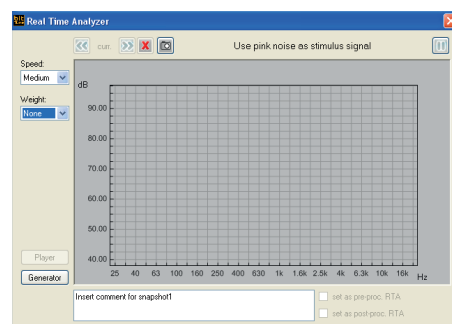 bit Real Time Analyzer
curr. X Use pink noise as stimulus signal
Speed:
Medium
Weight:
None
dB
90.00
80.00
70.00
60.00
50.00
40.00
25 40 63 100 160 250 400 630 1k 1.6k 2.5k 4k 6.3k 10k 16k Hz
Player
Generator
Insert comment for snapshot1
set as pre-proc. RTA
set as post-proc. RTA